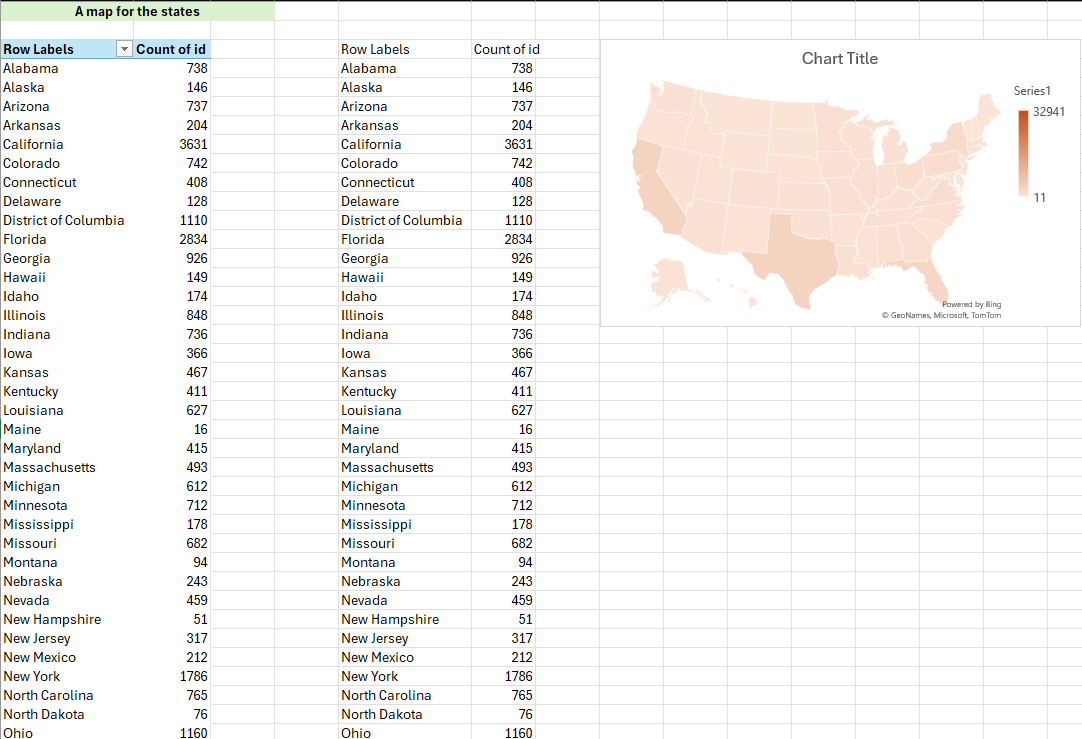 A map for the states
Row Labels Count of id Row Labels Count of id
Alabama 738 Alabama 738
Alaska 146 Alaska 146
Arizona 737 Arizona 737
Arkansas 204 Arkansas 204
California 3631 California 3631
Colorado 742 Colorado 742
Connecticut 408 Connecticut 408
Delaware 128 Delaware 128
District of Columbia 1110 District of Columbia 1110
Florida 2834 Florida 2834
Georgia 926 Georgia 926
Hawaii 149 Hawaii 149
Idaho 174 Idaho 174
Illinois 848 Illinois 848
Indiana 736 Indiana 736
Iowa 366 Iowa 366
Kansas 467 Kansas 467
Kentucky 411 Kentucky 411
Louisiana 627 Louisiana 627
Maine 16 Maine 16
Maryland 415 Maryland 415
Massachusetts 493 Massachusetts 493
Michigan 612 Michigan 612
Minnesota 712 Minnesota 712
Mississippi 178 Mississippi 178
Missouri 682 Missouri 682
Montana 94 Montana 94
Nebraska 243 Nebraska 243
Nevada 459 Nevada 459
New Hampshire 51 New Hampshire 51
New Jersey 317 New Jersey 317
New Mexico 212 New Mexico 212
New York 1786 New York 1786
North Carolina 765 North Carolina 765
North Dakota 76 North Dakota 76
Ohio 1160 Ohio 1160
Chart Title
Series1
32941
11
Powered by Bing
© GeoNames, Microsoft, TomTom